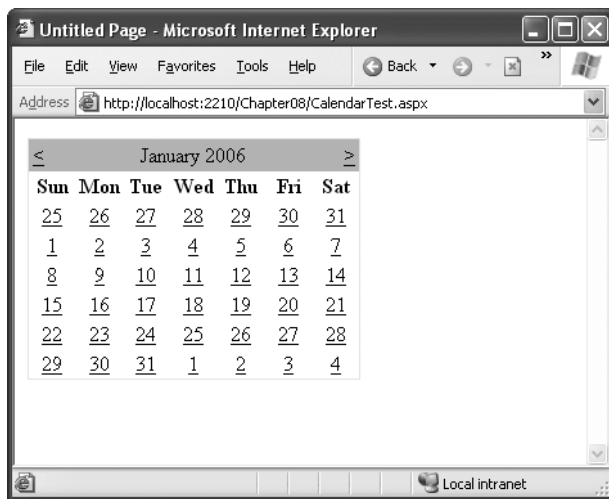 Untitled Page - Microsoft Internet Explorer
File Edit View Favorites Tools Help Back »
Address http://localhost:2210/Chapter08/CalendarTest.aspx
< January 2006 >
Sun Mon Tue Wed Thu Fri Sat
25 26 27 28 29 30 31
1 2 3 4 5 6 7
8 9 10 11 12 13 14
15 16 17 18 19 20 21
22 23 24 25 26 27 28
29 30 31 1 2 3 4
Local intranet